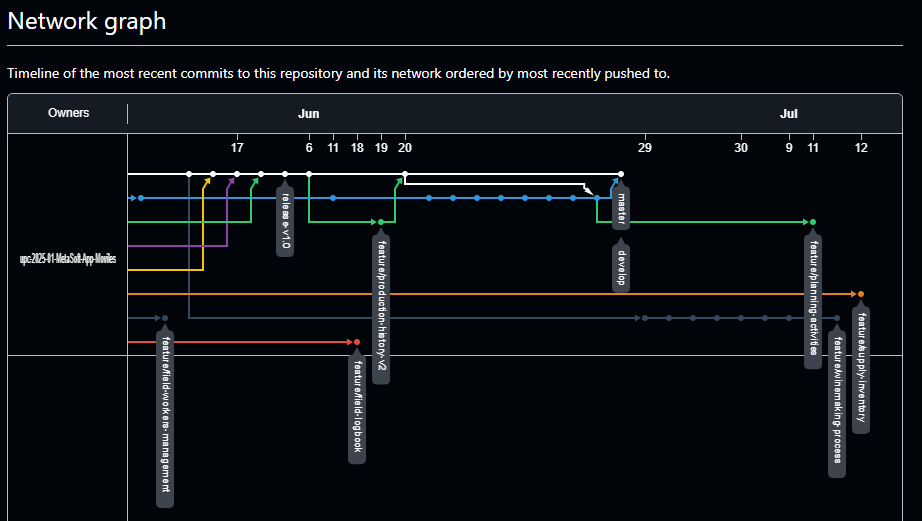 Network graph
Timeline of the most recent commits to this repository and its network ordered by most recently pushed to.
Owners
Jun
Jul
17
6
11
18
19
20
29
30
9
11
12
upc-2025-01-MetaSoft-App-Moviles
release-v1.0
master
develop
feature/production-history-v2
feature/planning-activities
feature/supply-inventory
feature/field-workers-management
feature/field-logbook
feature/winemaking-process